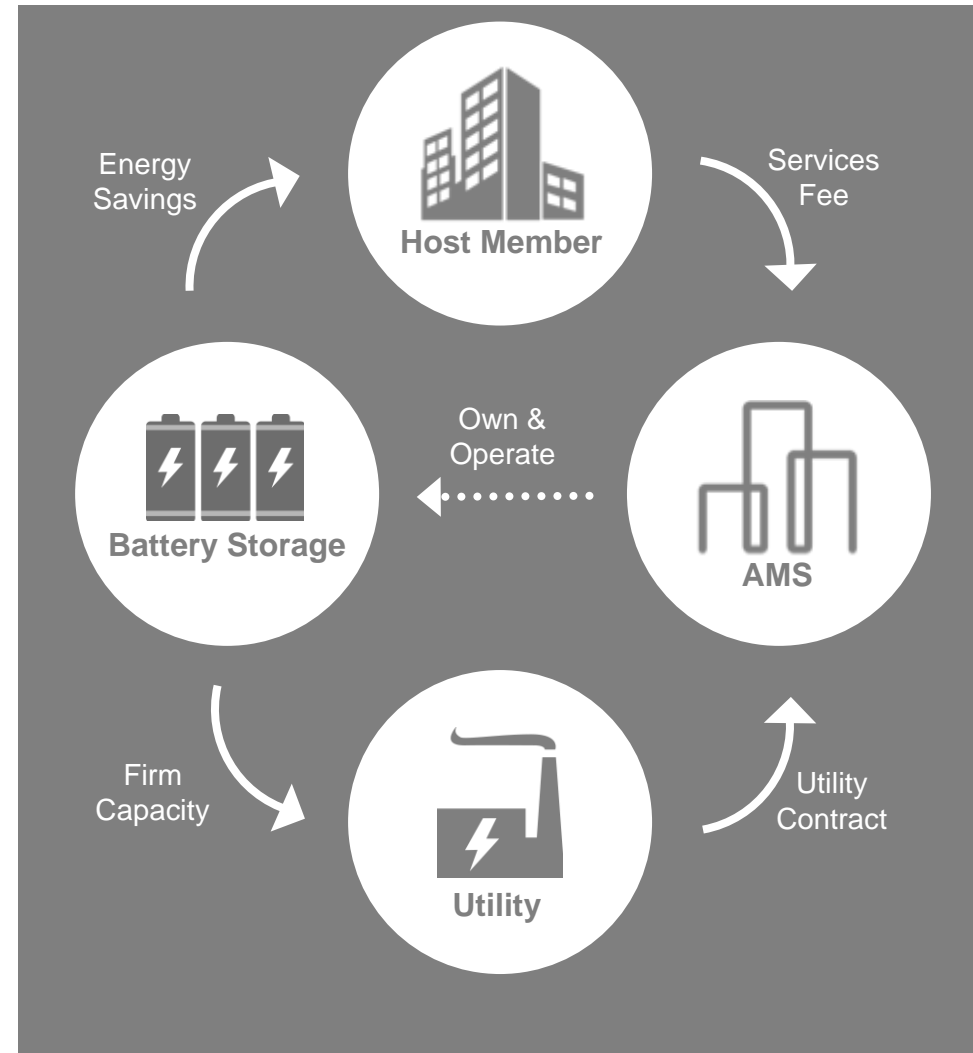 Energy
Savings
Services
Fee
Host Member
Own &
Operate
Battery Storage
AMS
Firm
Capacity
Utility
Contract
Utility